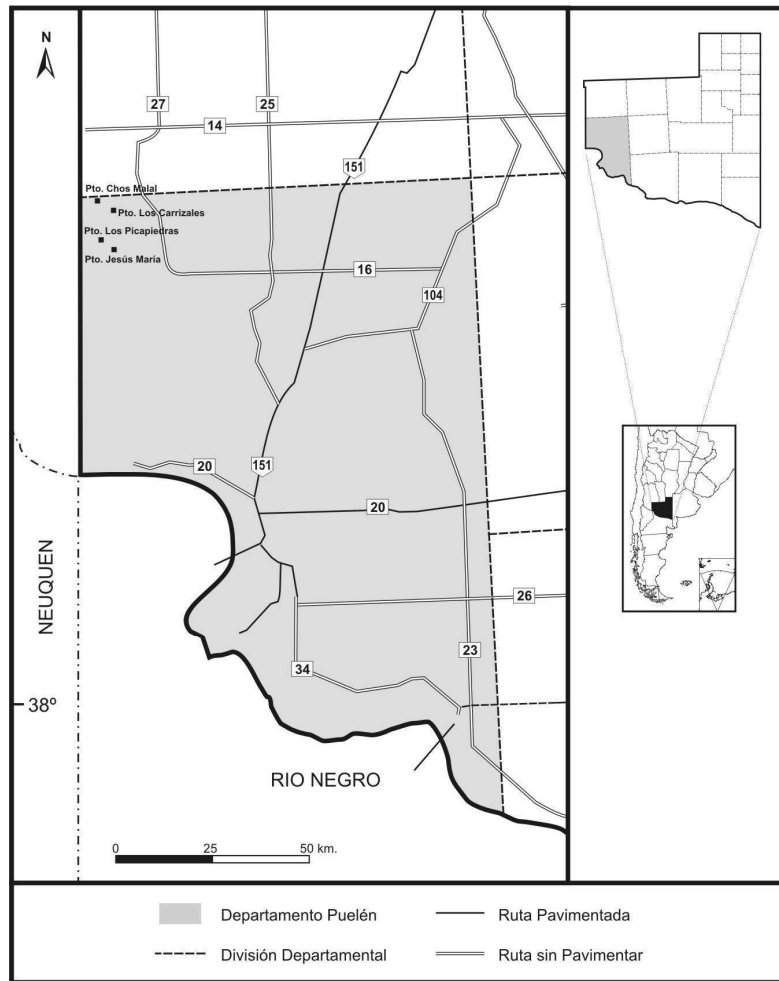 N
27
25
14
151
Pto. Chos Malal
Pto. Los Carrizales
Pto. Los Picapiedras
Pto. Jesús María
16
104
20
151
20
NEUQUEN
26
23
34
38º
RIO NEGRO
0 25 50 km.
Departamento Puelén
Ruta Pavimentada
División Departamental
Ruta sin Pavimentar